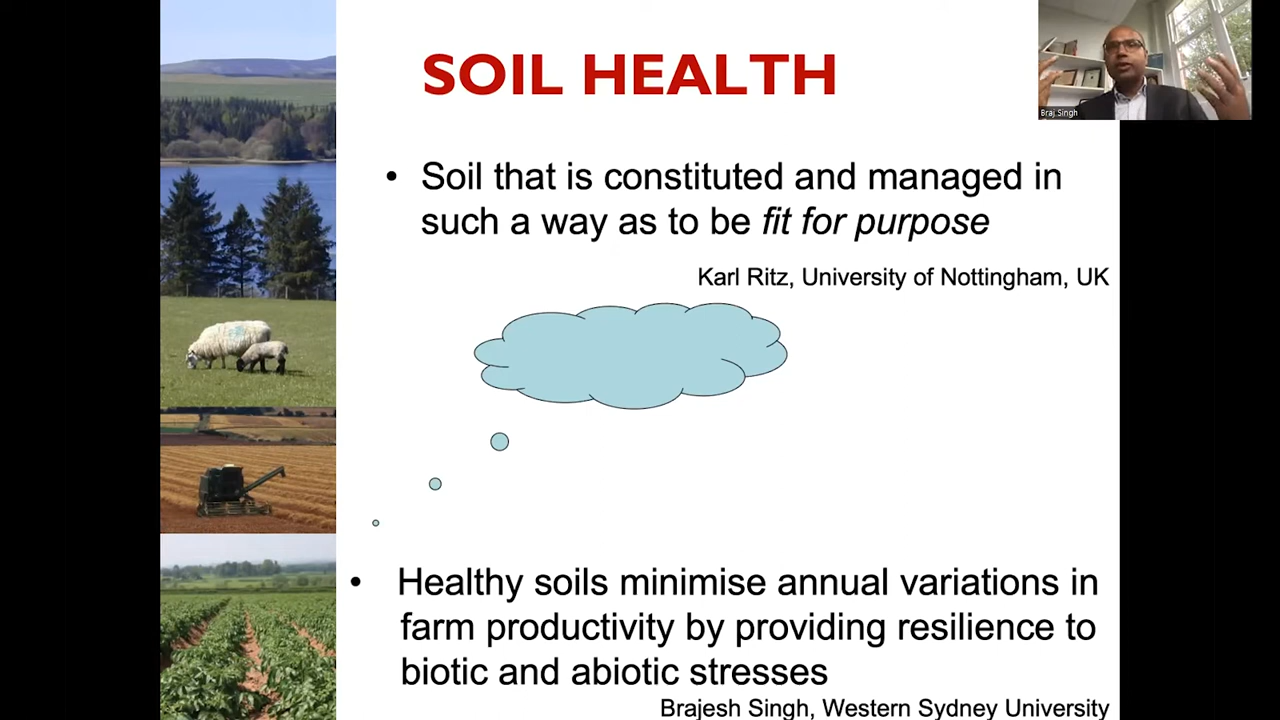 SOIL HEALTH
Braj Singh
• Soil that is constituted and managed in
such a way as to be fit for purpose
Karl Ritz, University of Nottingham, UK
• Healthy soils minimise annual variations in
farm productivity by providing resilience to
biotic and abiotic stresses
Brajesh Singh, Western Sydney University